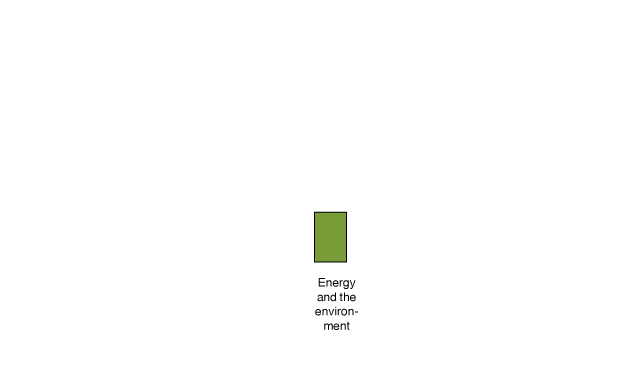 Energy
and the
environ-
ment